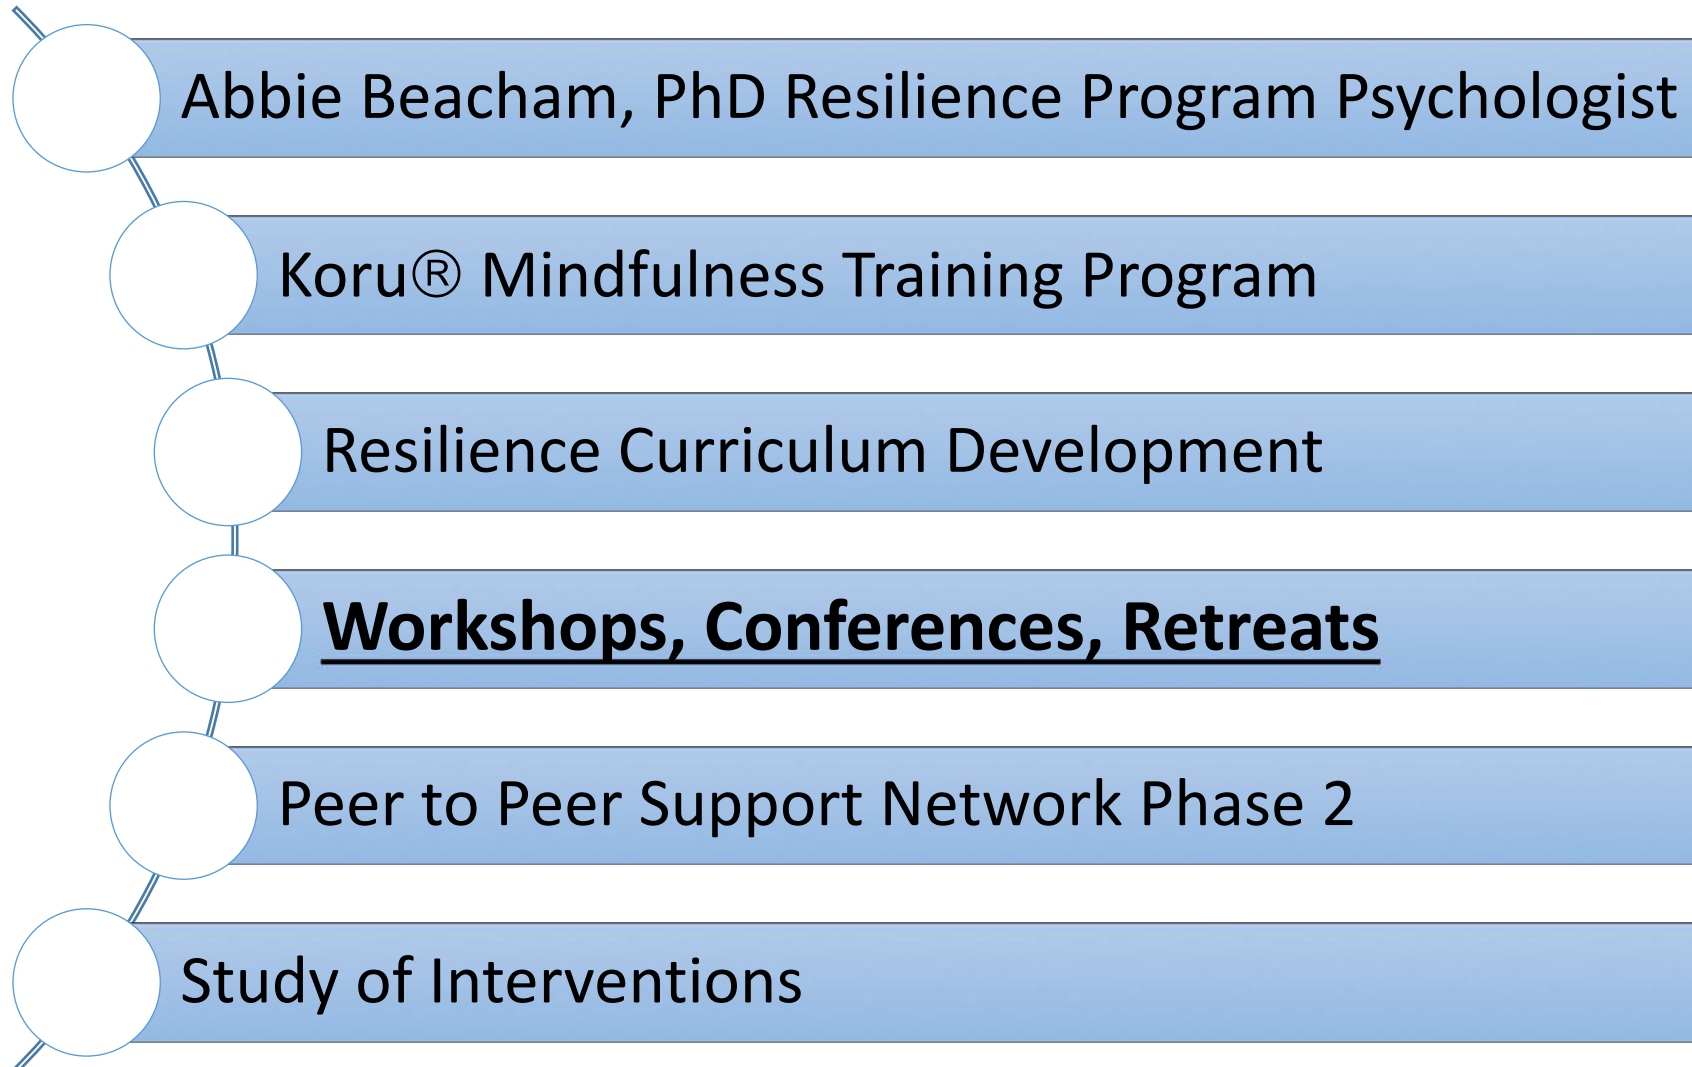 Abbie Beacham, PhD Resilience Program Psychologist
Koru® Mindfulness Training Program
Resilience Curriculum Development
Workshops, Conferences, Retreats
Peer to Peer Support Network Phase 2
Study of Interventions